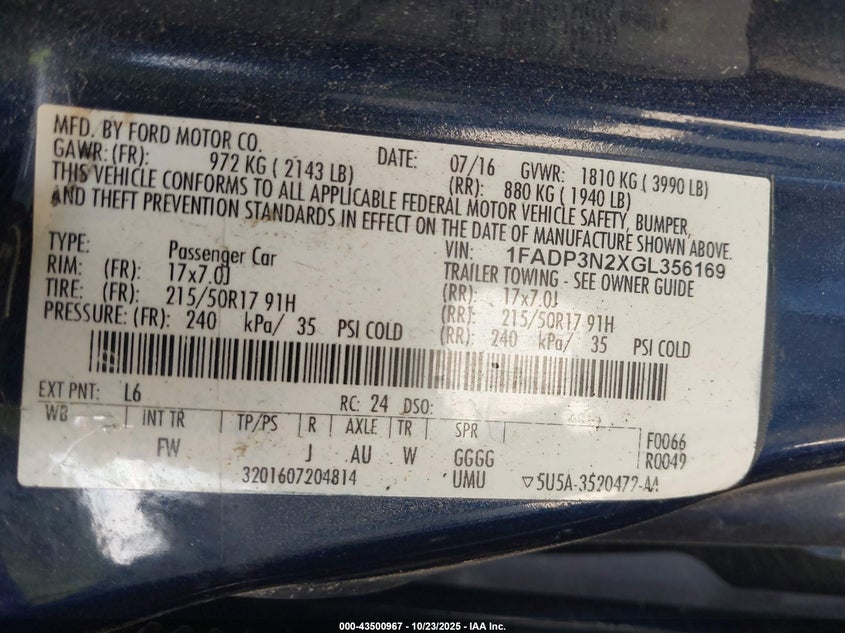 MFD. BY FORD MOTOR CO. DATE: 07/16 GVWR: 1810 KG ( 3990 LB)
GAWR:(FR): 972 KG ( 2143 LB) (RR): 880 KG ( 1940 LB)
THIS VEHICLE CONFORMS TO ALL APPLICABLE FEDERAL MOTOR VEHICLE SAFETY, BUMPER,
AND THEFT PREVENTION STANDARDS IN EFFECT ON THE DATE OF MANUFACTURE SHOWN ABOVE.
VIN: 1FADP3N2XGL356169
TYPE: Passenger Car TRAILER TOWING - SEE OWNER GUIDE
RIM: (FR): 17x7.0J (RR): 17x7.0J
TIRE: (FR): 215/50R17 91H (RR): 215/50R17 91H
PRESSURE: (FR): 240 kPa/ 35 PSI COLD (RR): 240 kPa/ 35 PSI COLD
EXT PNT: L6 RC: 24 DSO:
WB INT TR TP/PS R AXLE TR SPR F0066
FW J AU W GGGG R0049
3201607204814 UMU ▽5U5A-3520472-AA
000-43500967 - 10/23/2025 - IAA Inc.